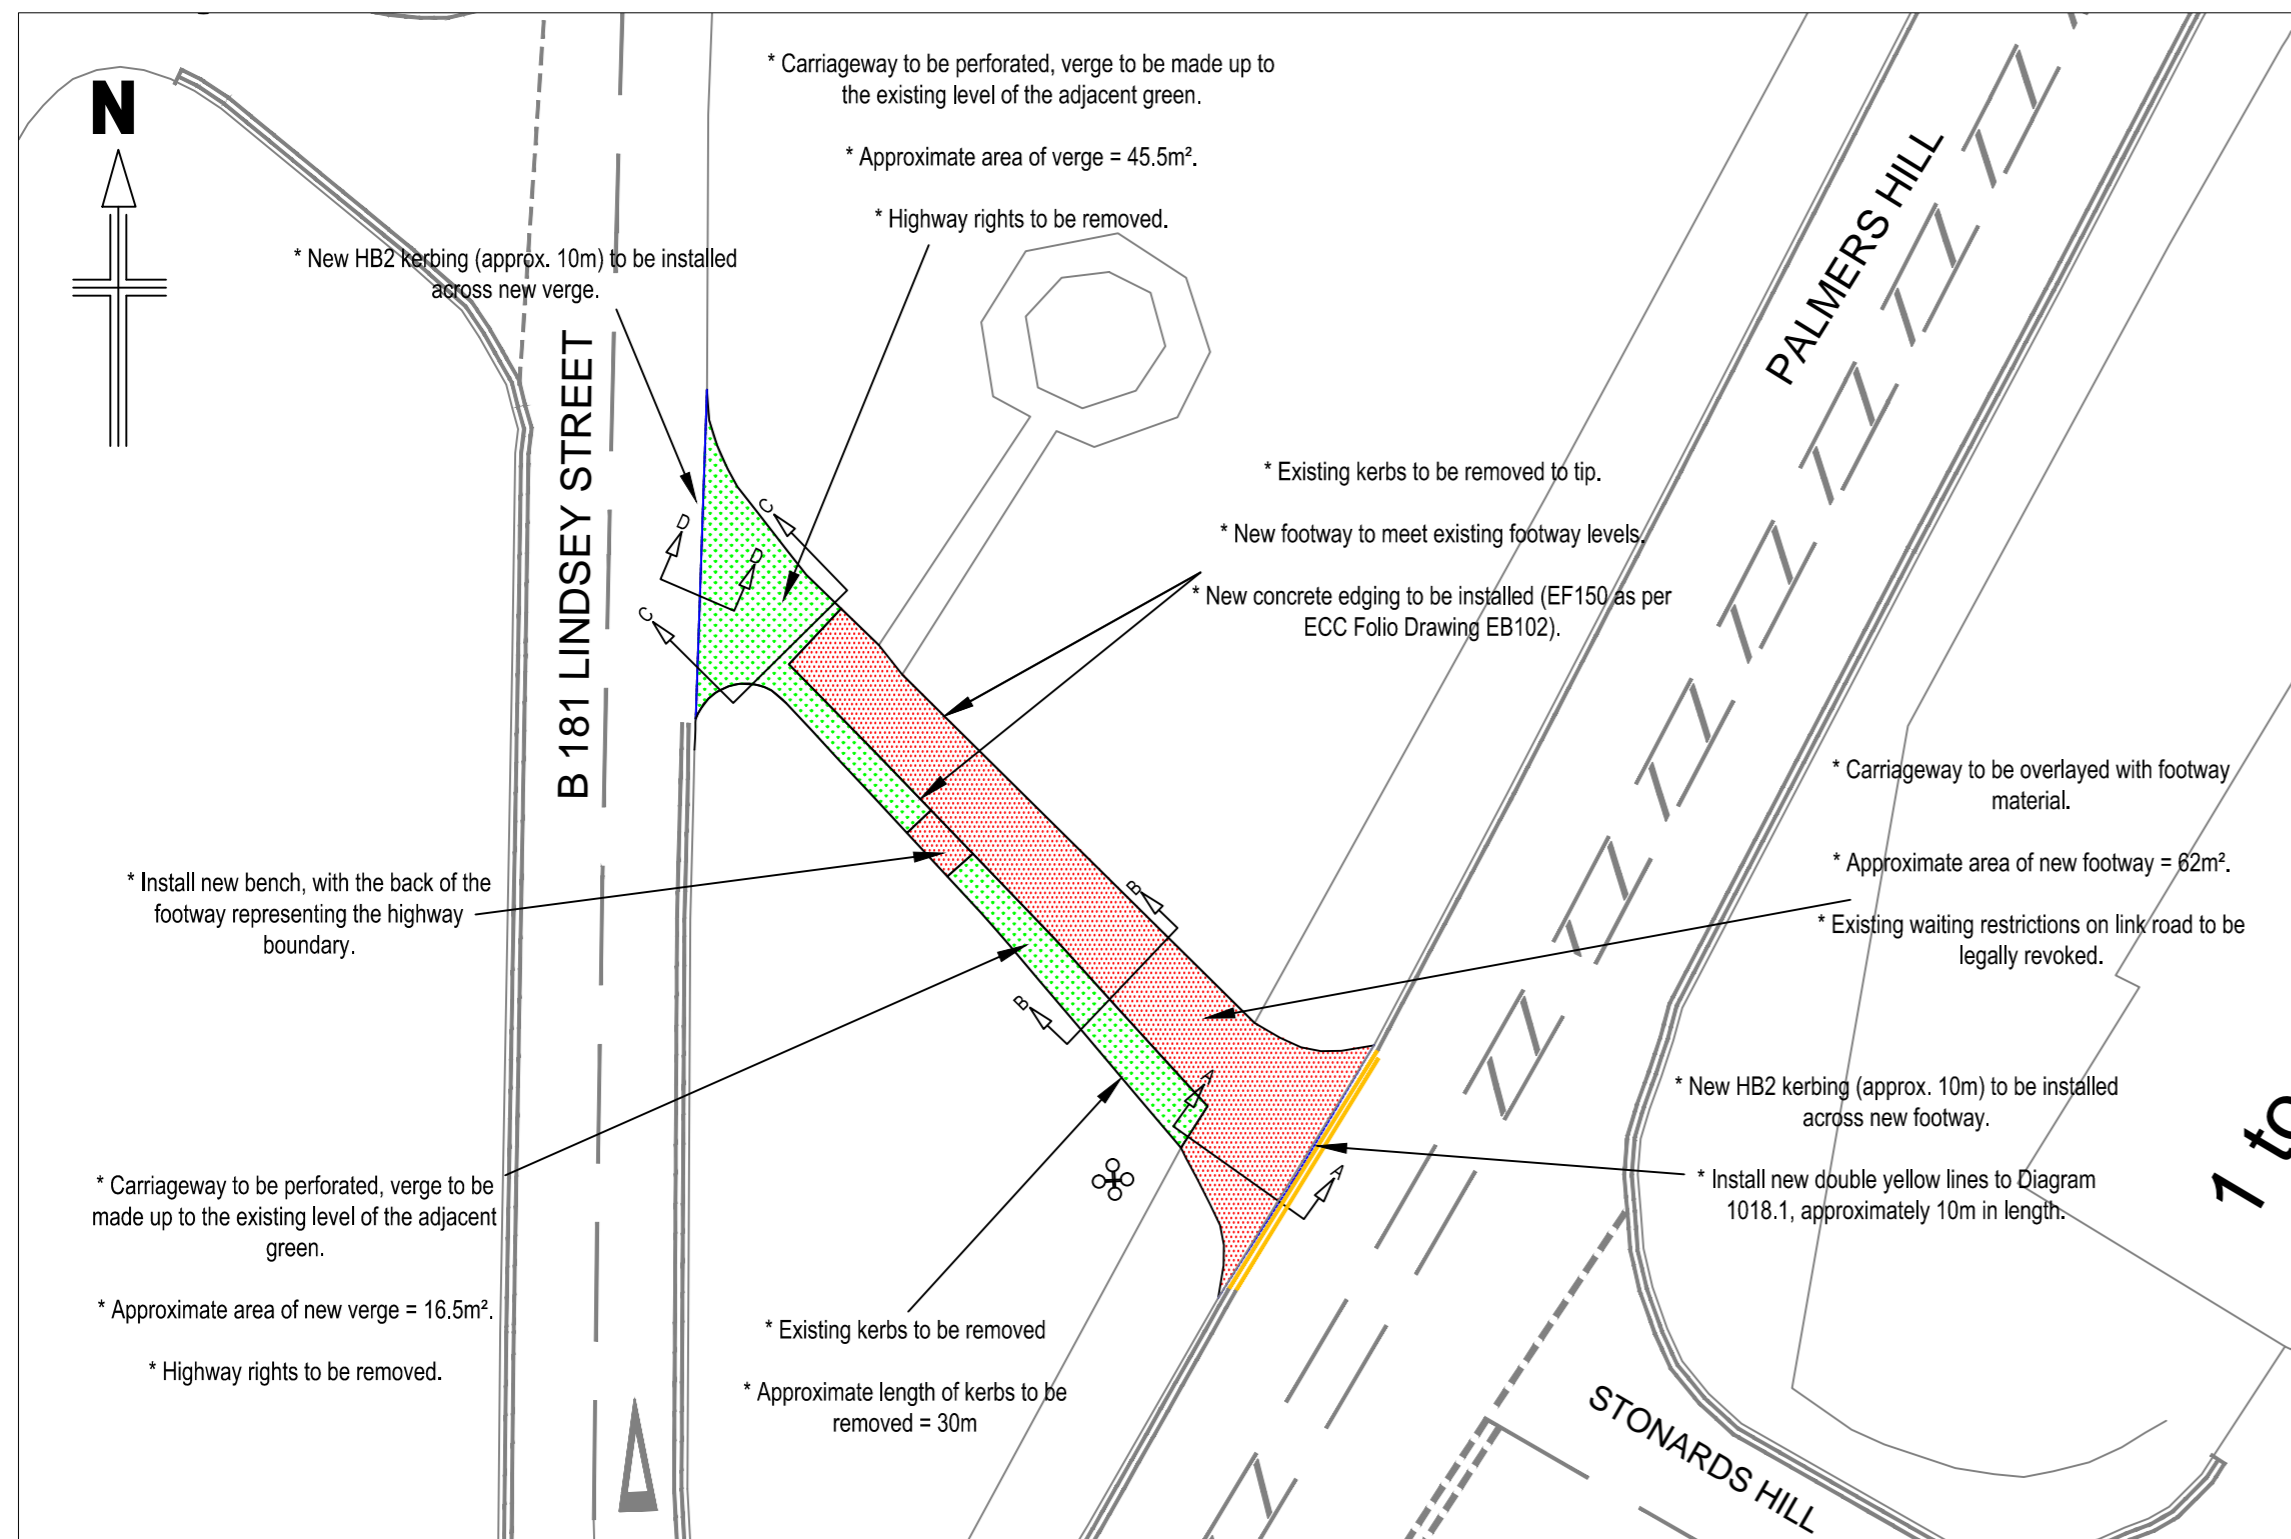 N
* Carriageway to be perforated, verge to be made up to
the existing level of the adjacent green.
* Approximate area of verge = 45.5m².
* Highway rights to be removed.
* New HB2 kerbing (approx. 10m) to be installed
across new verge.
B 181 LINDSEY STREET
PALMERS HILL
* Existing kerbs to be removed to tip.
* New footway to meet existing footway levels.
* New concrete edging to be installed (EF150 as per
ECC Folio Drawing EB102).
C
D
D
C
* Carriageway to be overlayed with footway
material.
* Approximate area of new footway = 62m².
* Existing waiting restrictions on link road to be
legally revoked.
* Install new bench, with the back of the
footway representing the highway
boundary.
B
B
A
A
* New HB2 kerbing (approx. 10m) to be installed
across new footway.
* Install new double yellow lines to Diagram
1018.1, approximately 10m in length.
1 to
* Carriageway to be perforated, verge to be
made up to the existing level of the adjacent
green.
* Approximate area of new verge = 16.5m².
* Highway rights to be removed.
* Existing kerbs to be removed
* Approximate length of kerbs to be
removed = 30m
STONARDS HILL